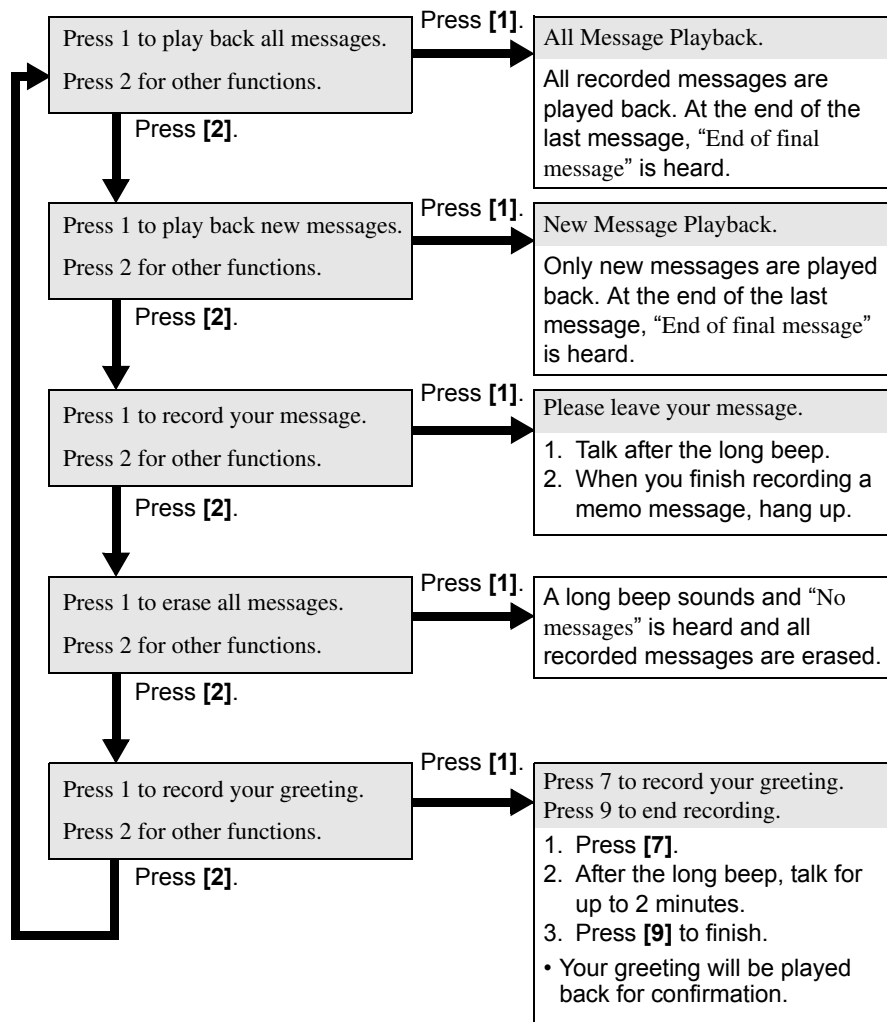 Press [1].
Press 1 to play back all messages.
Press 2 for other functions.
All Message Playback.
All recorded messages are
played back. At the end of the
last message, “End of final
message” is heard.
Press [2].
Press [1].
Press 1 to play back new messages.
Press 2 for other functions.
New Message Playback.
Only new messages are played
back. At the end of the last
message, “End of final message”
is heard.
Press [2].
Press [1].
Press 1 to record your message.
Press 2 for other functions.
Please leave your message.
1. Talk after the long beep.
2. When you finish recording a
memo message, hang up.
Press [2].
Press [1].
Press 1 to erase all messages.
Press 2 for other functions.
A long beep sounds and “No
messages” is heard and all
recorded messages are erased.
Press [2].
Press [1].
Press 1 to record your greeting.
Press 2 for other functions.
Press 7 to record your greeting.
Press 9 to end recording.
1. Press [7].
2. After the long beep, talk for
up to 2 minutes.
3. Press [9] to finish.
• Your greeting will be played
back for confirmation.
Press [2].